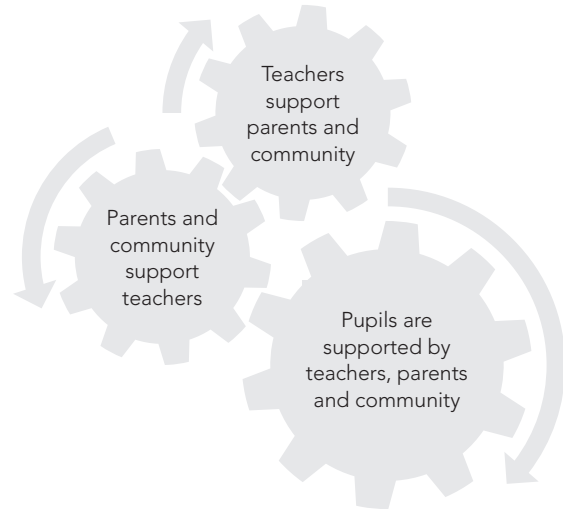 Teachers
support
parents and
community
Parents and
community
support
teachers
Pupils are
supported by
teachers, parents
and community